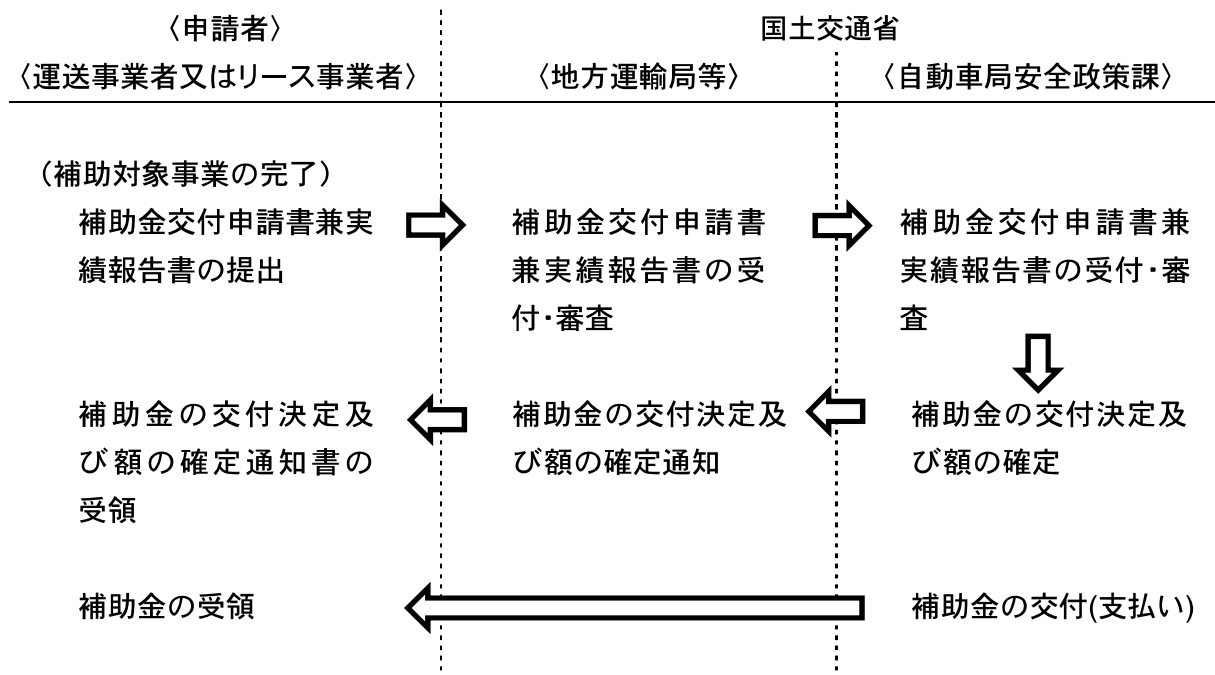 〈申請者〉
国土交通省
〈運送事業者又はリース事業者〉
〈地方運輸局等〉
〈自動車局安全政策課〉
（補助対象事業の完了）
補助金交付申請書兼実
績報告書の提出
補助金交付申請書
兼実績報告書の受
付・審査
補助金交付申請書兼
実績報告書の受付・審
査
補助金の交付決定及
び額の確定通知書の
受領
補助金の交付決定及
び額の確定通知
補助金の交付決定及
び額の確定
補助金の受領
補助金の交付(支払い)